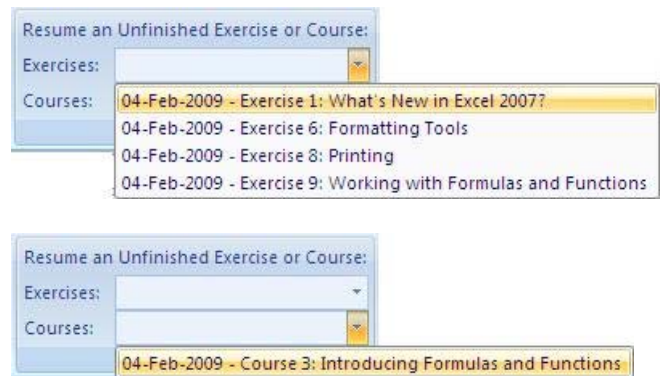 Resume an Unfinished Exercise or Course:
Exercises:
Courses:
04-Feb-2009 - Exercise 1: What's New in Excel 2007?
04-Feb-2009 - Exercise 6: Formatting Tools
04-Feb-2009 - Exercise 8: Printing
04-Feb-2009 - Exercise 9: Working with Formulas and Functions
Resume an Unfinished Exercise or Course:
Exercises:
Courses:
04-Feb-2009 - Course 3: Introducing Formulas and Functions